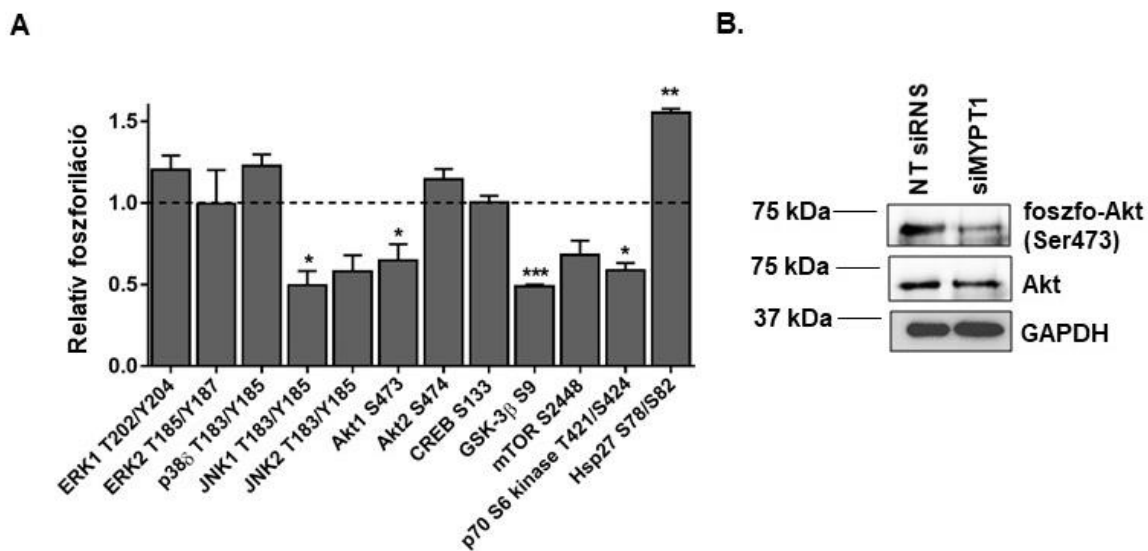 A
B.
Relatív foszforiláció
1.5
1.0
0.5
0.0
*
*
***
*
**
ERK1 T202/Y204
ERK2 T185/Y187
p38δ T183/Y185
JNK1 T183/Y185
JNK2 T183/Y185
Akt1 S473
Akt2 S474
CREB S133
GSK-3β S9
mTOR S2448
p70 S6 kinase T421/S424
Hsp27 S78/S82
NT siRNS
siMYPT1
75 kDa
foszfo-Akt
(Ser473)
75 kDa
Akt
37 kDa
GAPDH